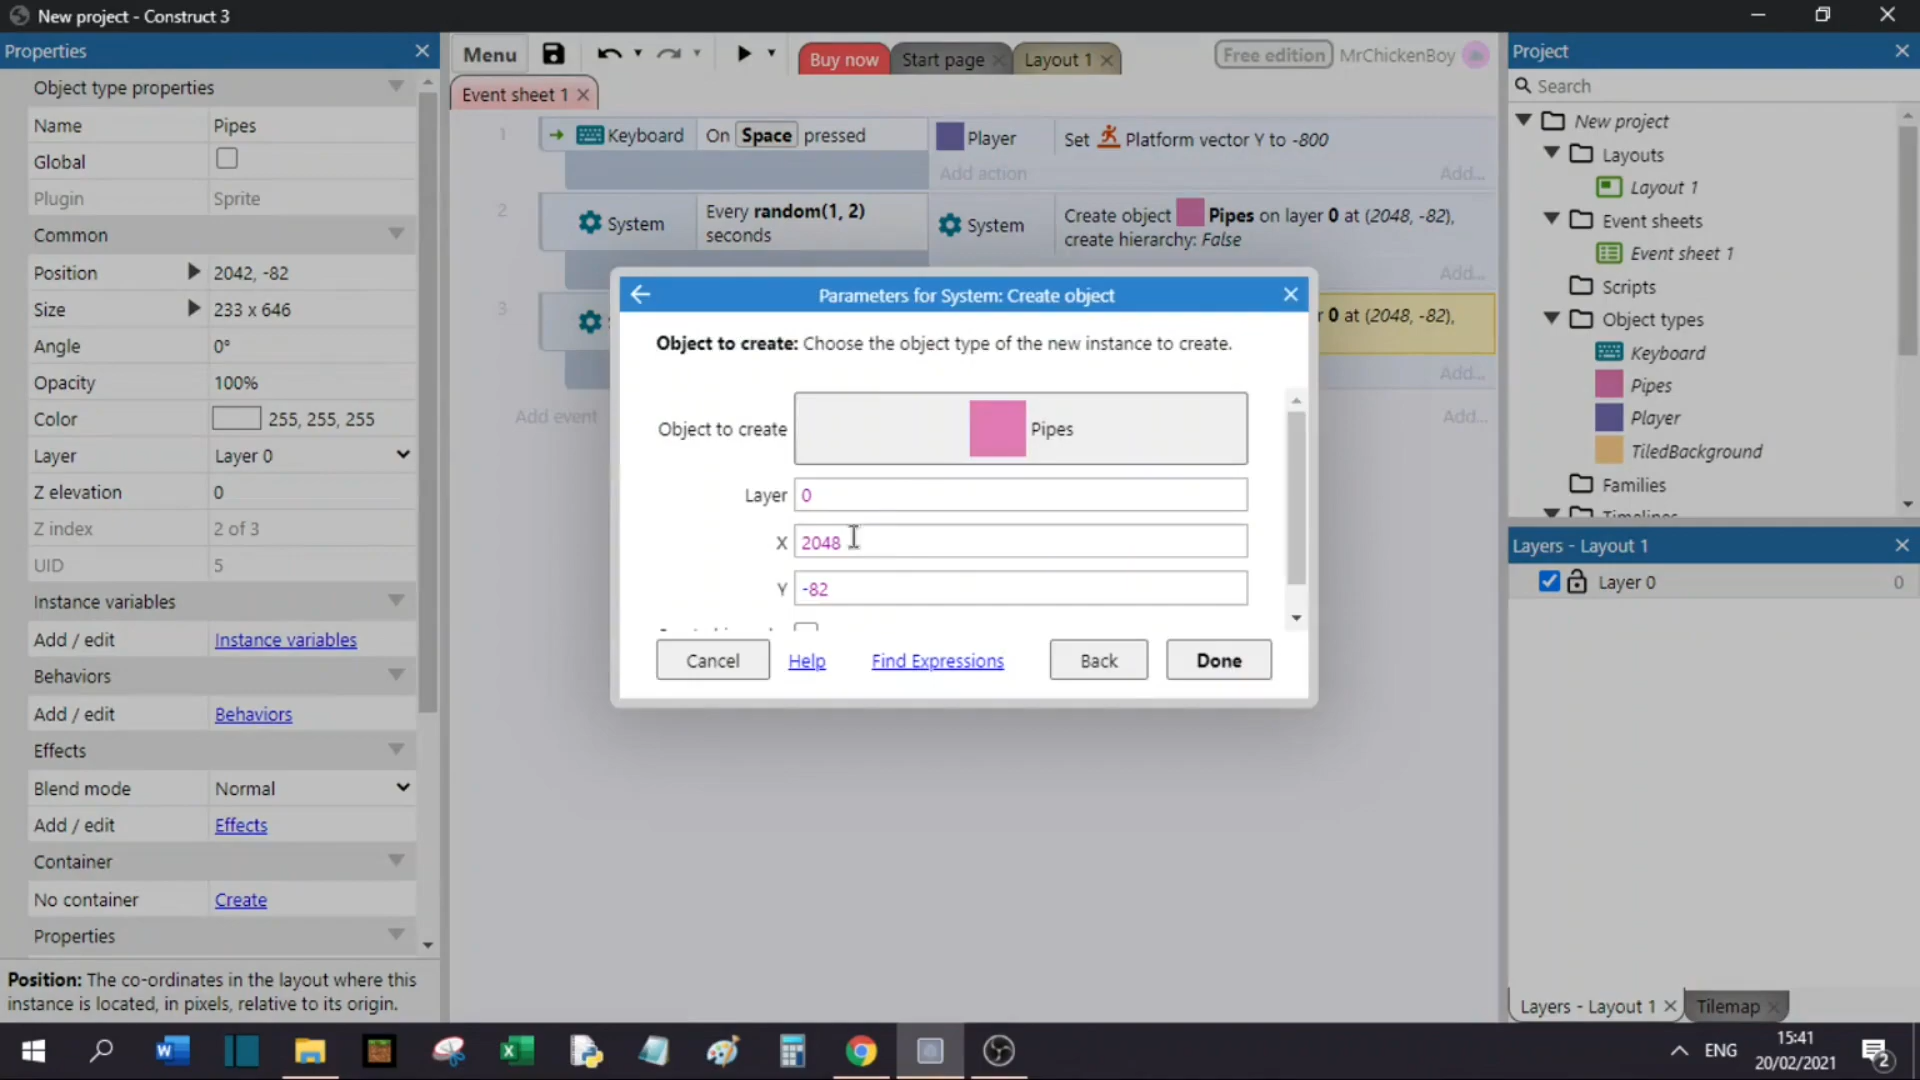 New project - Construct 3
Properties
Object type properties
Name Pipes
Global
Plugin Sprite
Common
Position 2042, -82
Size 233 x 646
Angle 0°
Opacity 100%
Color 255, 255, 255
Layer Layer 0
Z elevation 0
Z index 2 of 3
UID 5
Instance variables
Add / edit Instance variables
Behaviors
Add / edit Behaviors
Effects
Blend mode Normal
Add / edit Effects
Container
No container Create
Properties
Position: The co-ordinates in the layout where this
instance is located, in pixels, relative to its origin.
Menu
Buy now Start page Layout 1
Free edition MrChickenBoy
Event sheet 1
1 Keyboard On Space pressed Player Set Platform vector Y to -800
Add action Add...
2 System Every random(1, 2)
seconds
System Create object Pipes on layer 0 at (2048, -82),
create hierarchy: False
Add...
3
0 at (2048, -82),
Add...
Add event Add...
Parameters for System: Create object
Object to create: Choose the object type of the new instance to create.
Object to create Pipes
Layer 0
X 2048
Y -82
Cancel Help Find Expressions Back Done
Project
Search
New project
Layouts
Layout 1
Event sheets
Event sheet 1
Scripts
Object types
Keyboard
Pipes
Player
TiledBackground
Families
Timelines
Layers - Layout 1
Layer 0 0
Layers - Layout 1 Tilemap
ENG
15:41
20/02/2021
2